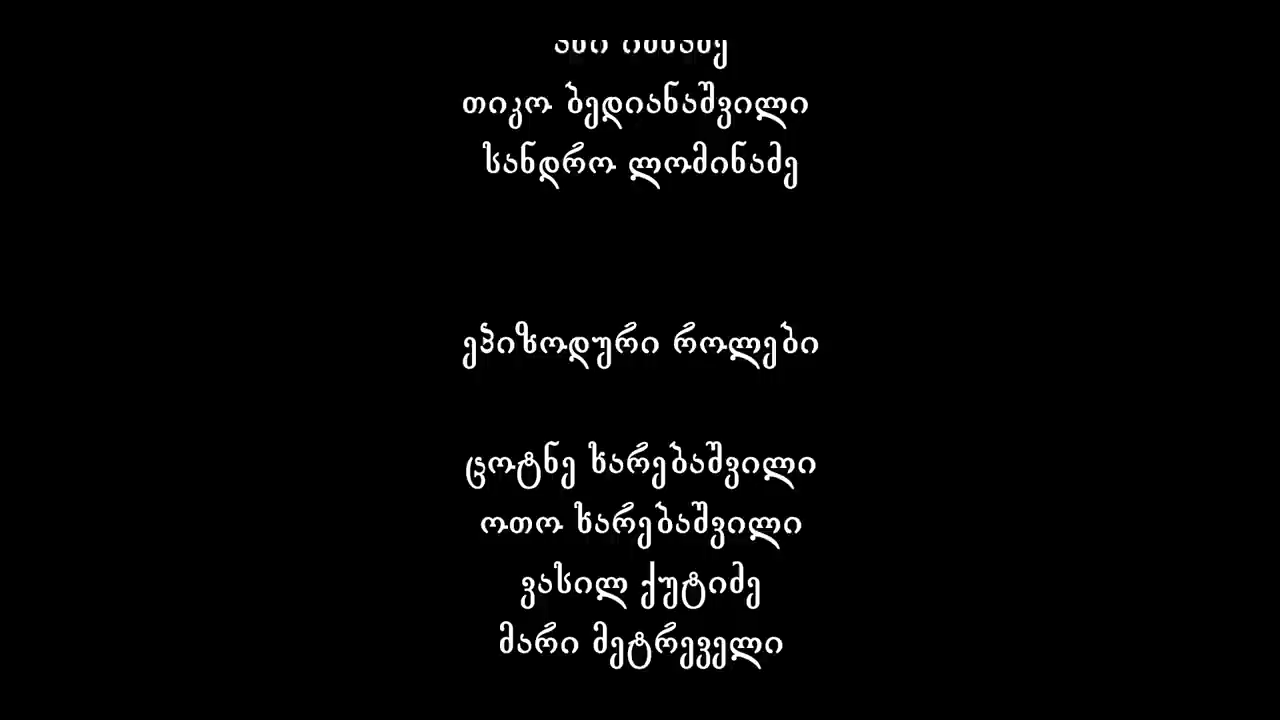 თიკო ბედიანაშვილი
სანდრო ლომინაძე
ეპიზოდური როლები
ცოტნე ხარებაშვილი
ოთო ხარებაშვილი
ვასილ ქუტიძე
მარი მეტრეველი